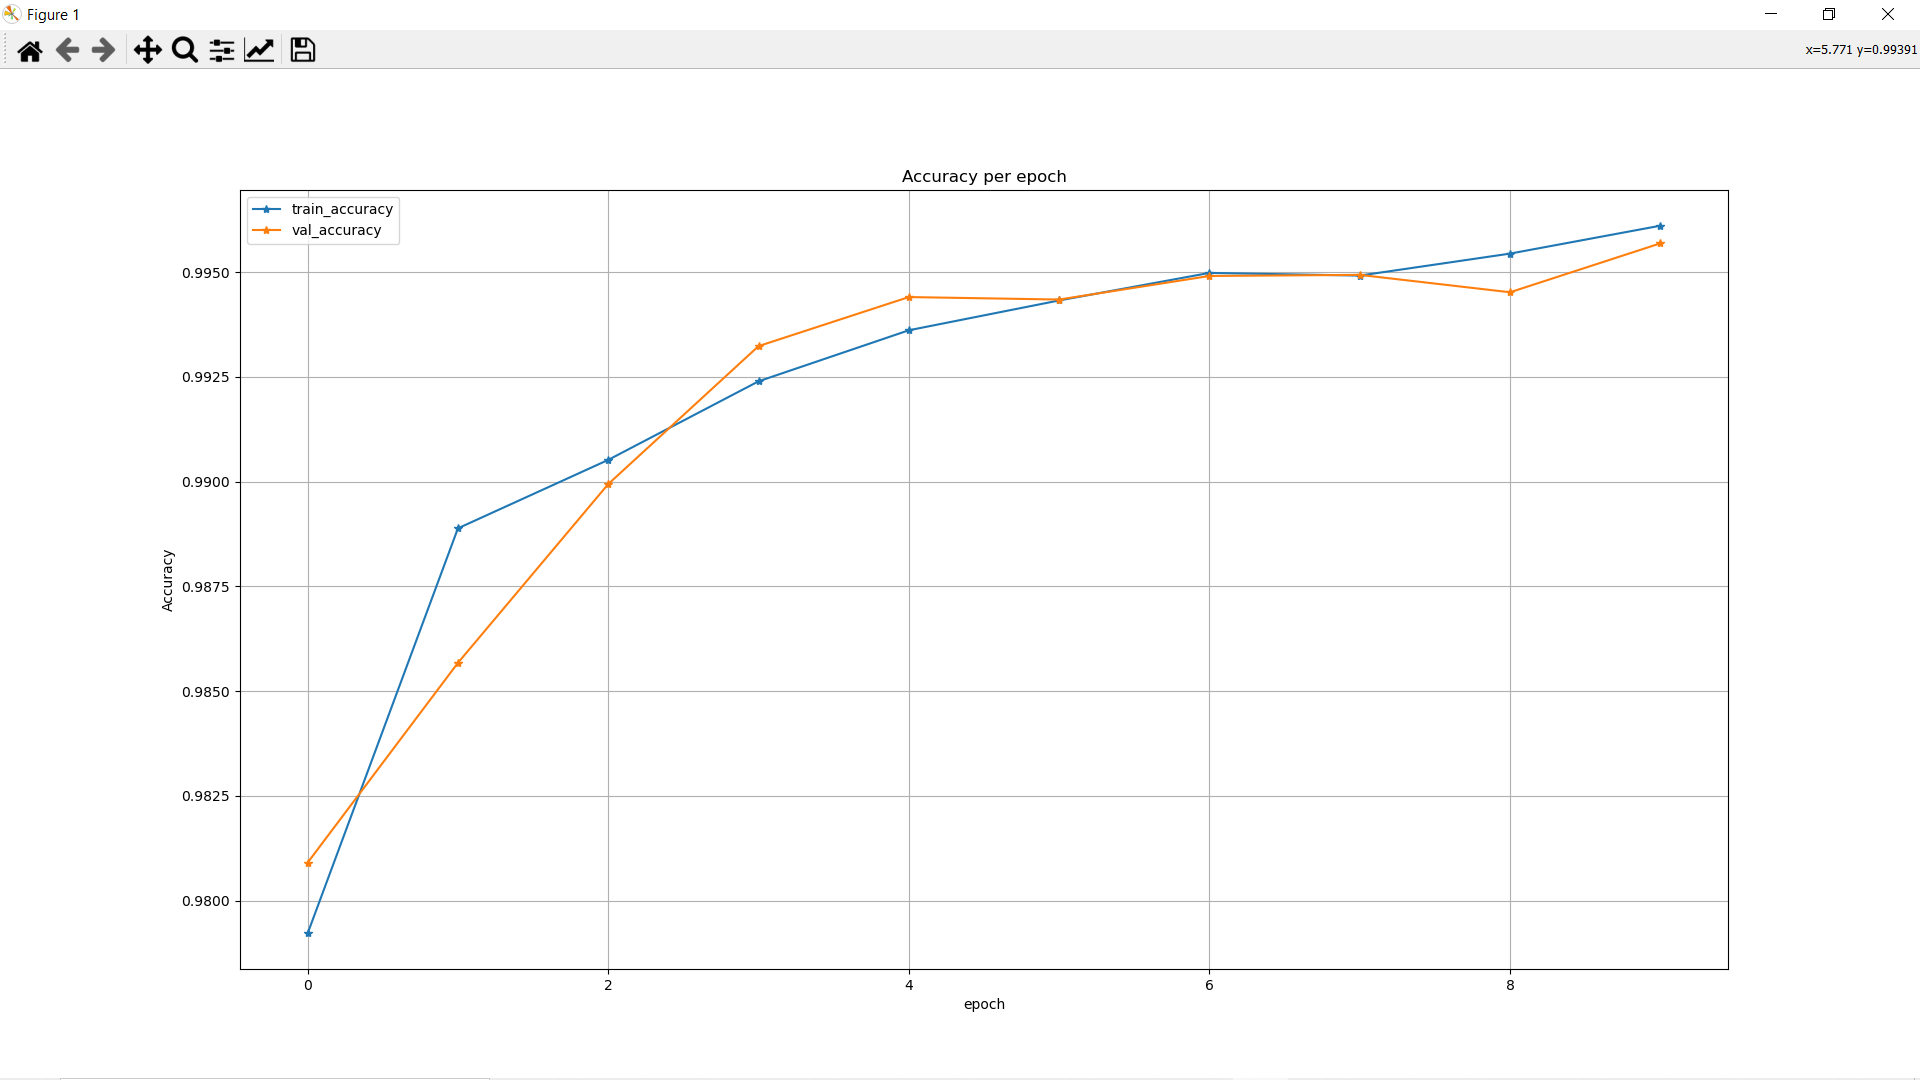 Figure 1
x=5.771 y=0.99391
Accuracy per epoch
train_accuracy
val_accuracy
0.9950
0.9925
0.9900
0.9875
0.9850
0.9825
0.9800
Accuracy
0 2 4 6 8
epoch